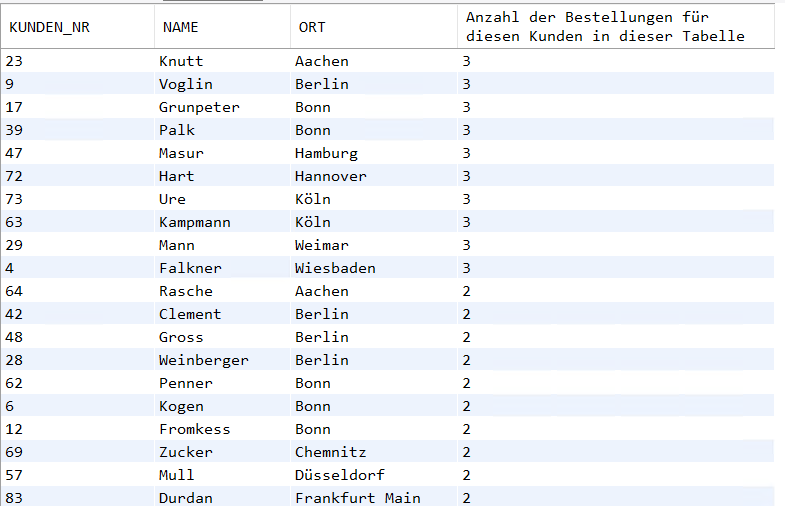 KUNDEN_NR NAME ORT Anzahl der Bestellungen für
diesen Kunden in dieser Tabelle
23 Knutt Aachen 3
9 Voglin Berlin 3
17 Grunpeter Bonn 3
39 Palk Bonn 3
47 Masur Hamburg 3
72 Hart Hannover 3
73 Ure Köln 3
63 Kampmann Köln 3
29 Mann Weimar 3
4 Falkner Wiesbaden 3
64 Rasche Aachen 2
42 Clement Berlin 2
48 Gross Berlin 2
28 Weinberger Berlin 2
62 Penner Bonn 2
6 Kogen Bonn 2
12 Fromkess Bonn 2
69 Zucker Chemnitz 2
57 Mull Düsseldorf 2
83 Durdan Frankfurt Main 2